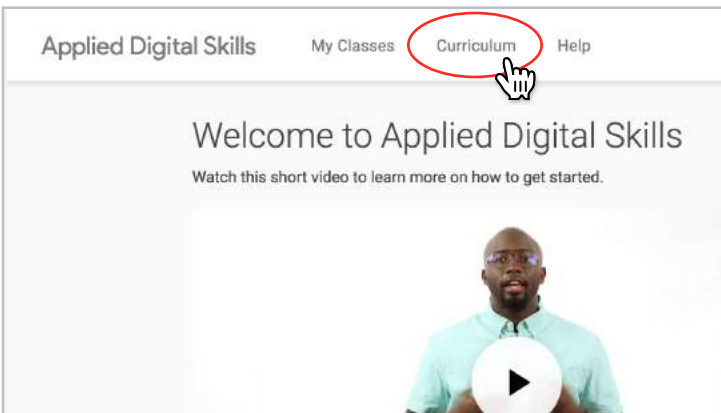 Applied Digital Skills My Classes Curriculum Help
Welcome to Applied Digital Skills
Watch this short video to learn more on how to get started.